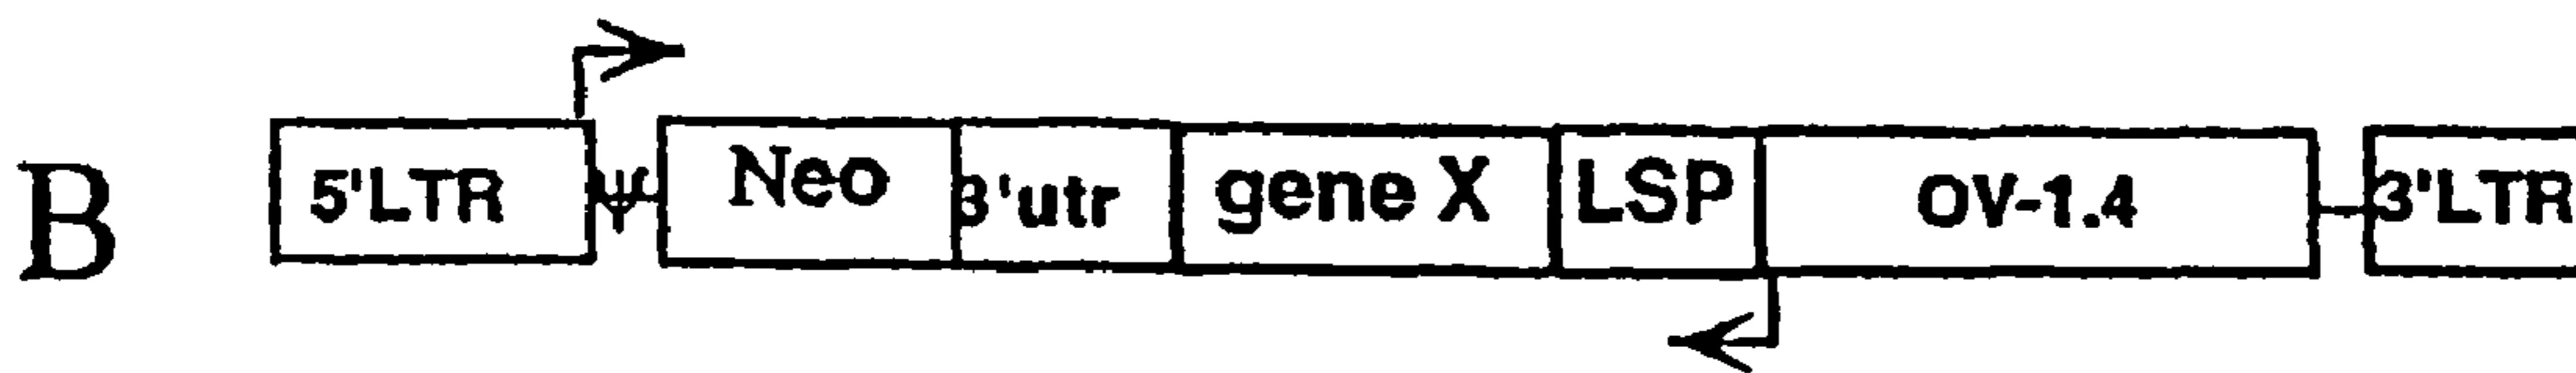 B 5'LTR ψ Neo 3'utr gene X LSP OV-1.4 3'LTR